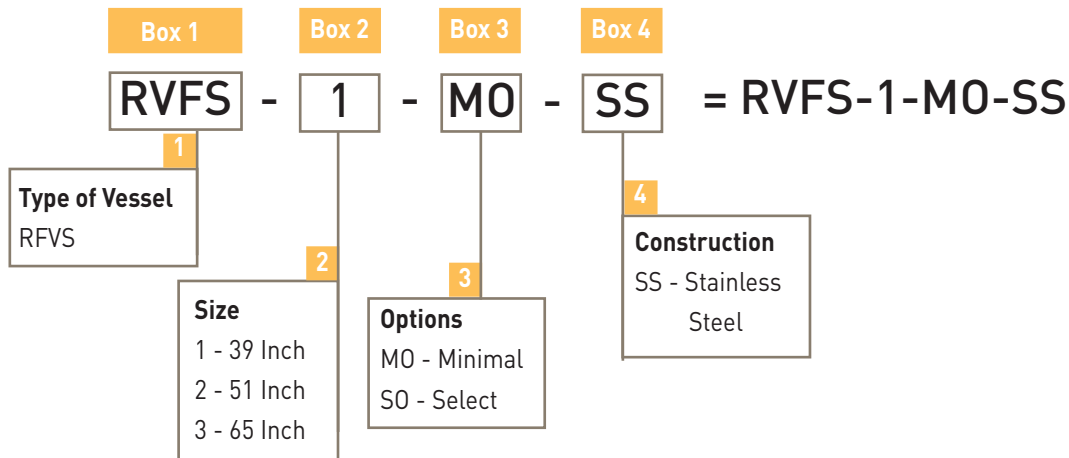 Box 1 Box 2 Box 3 Box 4
RVFS - 1 - MO - SS = RVFS-1-MO-SS
1
Type of Vessel
RFVS
2
Size
1 - 39 Inch
2 - 51 Inch
3 - 65 Inch
3
Options
MO - Minimal
SO - Select
4
Construction
SS - Stainless
Steel